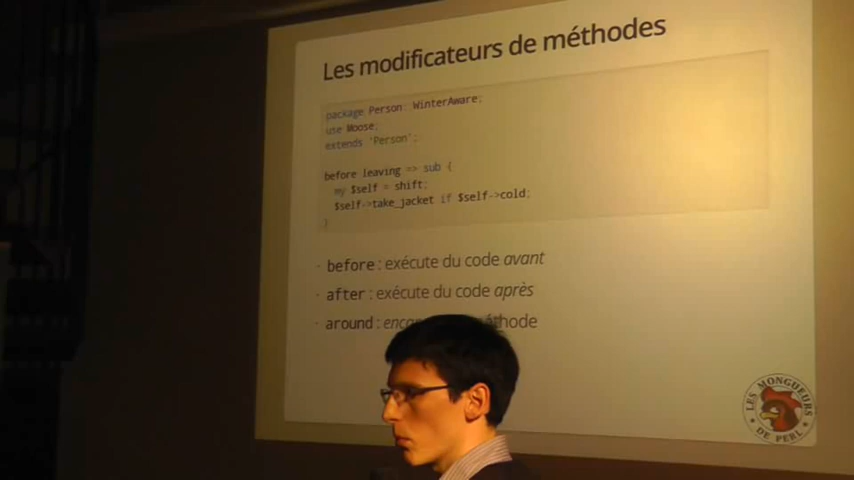 Les modificateurs de méthodes
package Person: WinterAware;
use Moose;
extends 'Person';
before leaving => sub {
my $self = shift;
$self->take_jacket if $self->cold;
}
· before : exécute du code avant
· after : exécute du code après
· around :
LES MONGUEURS
DE PERL